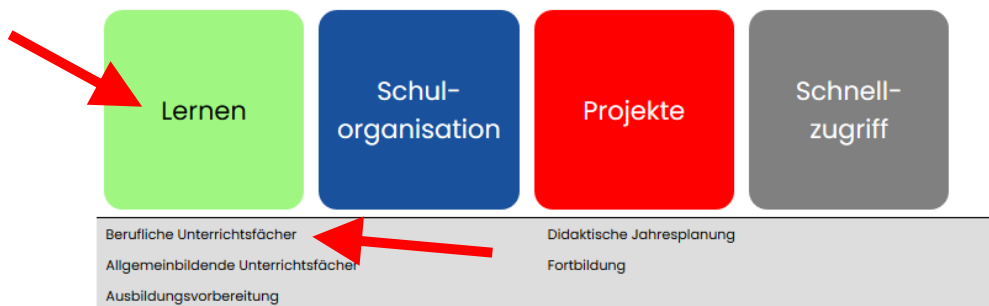 Lernen
Schul-
organisation
Projekte
Schnell-
zugriff
Berufliche Unterrichtsfächer
Didaktische Jahresplanung
Allgemeinbildende Unterrichtsfächer
Fortbildung
Ausbildungsvorbereitung